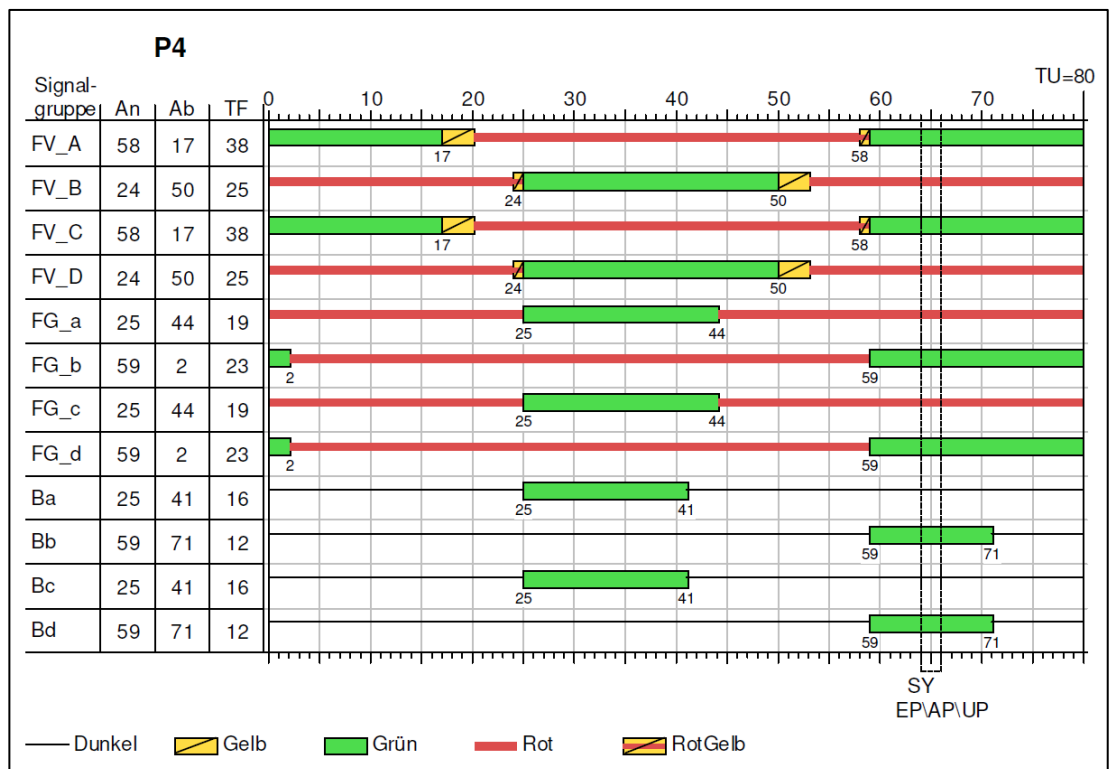 P4
TU=80
Signal-
gruppe An Ab TF 0 10 20 30 40 50 60 70
FV_A 58 17 38
17 58
FV_B 24 50 25
24 50
FV_C 58 17 38
17 58
FV_D 24 50 25
24 50
FG_a 25 44 19
25 44
FG_b 59 2 23
2 59
FG_c 25 44 19
25 44
FG_d 59 2 23
2 59
Ba 25 41 16
25 41
Bb 59 71 12
59 71
Bc 25 41 16
25 41
Bd 59 71 12
59 71
SY
EP\AP\UP
Dunkel Gelb Grün Rot RotGelb